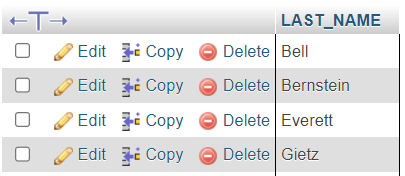 LAST_NAME
Edit Copy Delete Bell
Edit Copy Delete Bernstein
Edit Copy Delete Everett
Edit Copy Delete Gietz